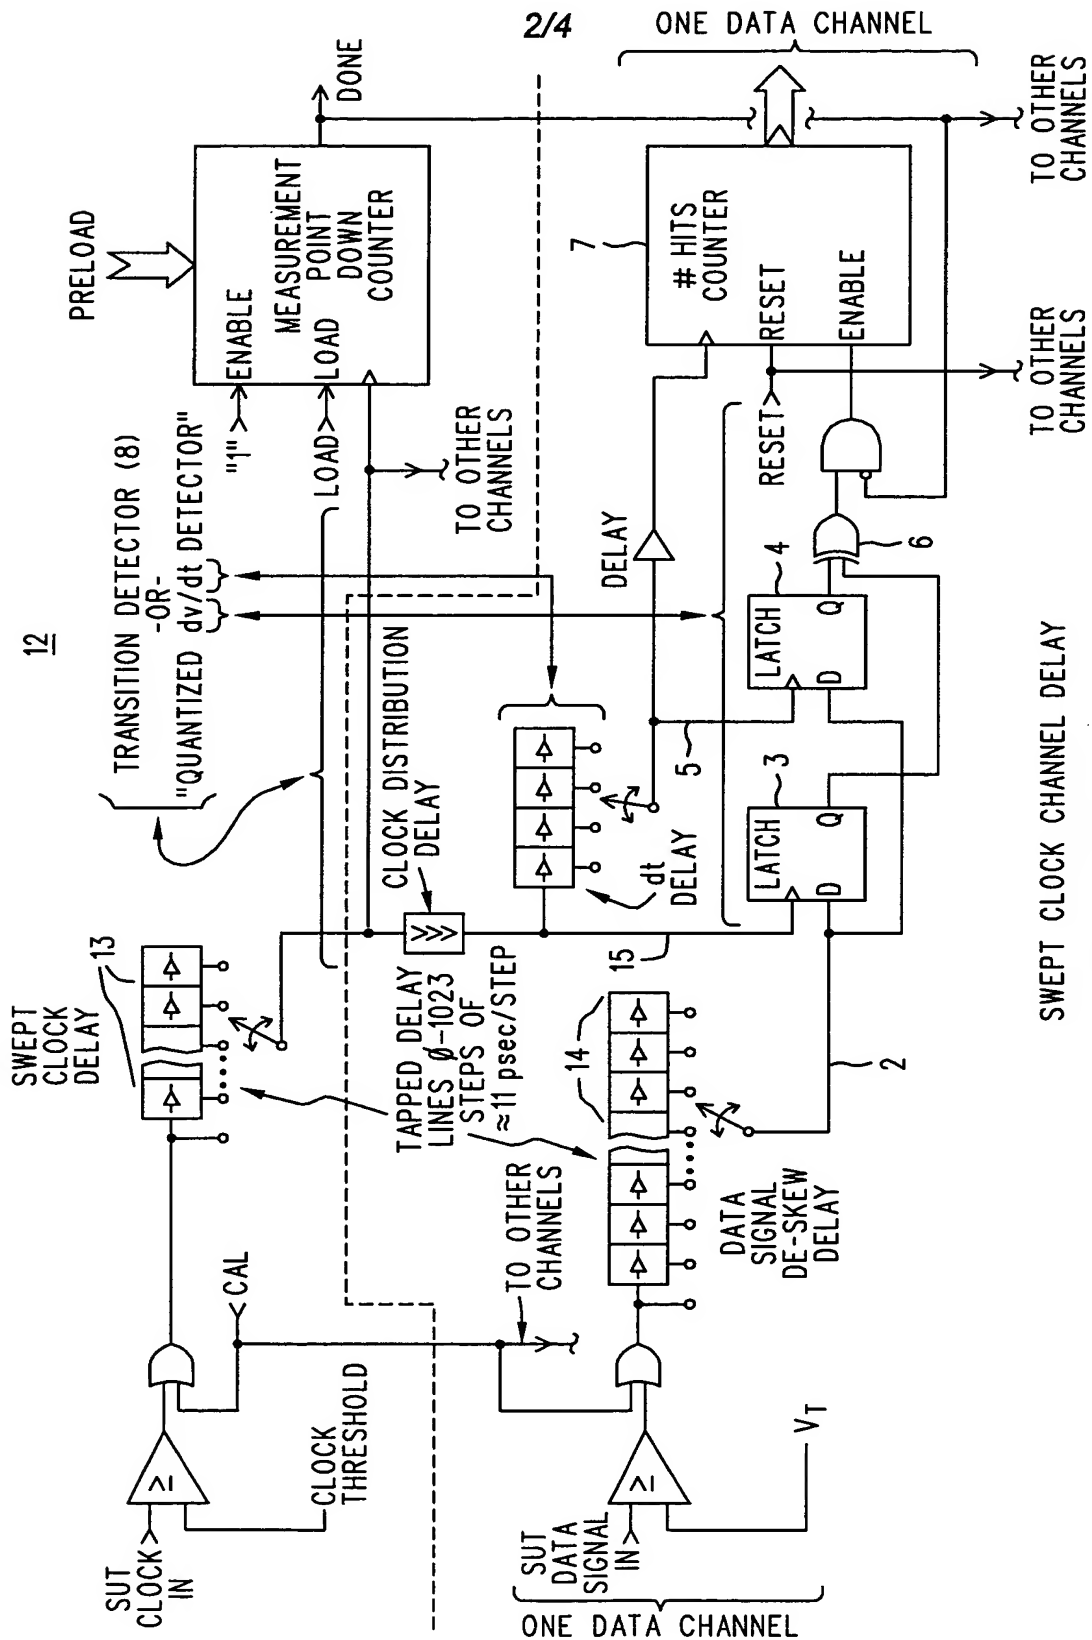 2/4
12
SUT
CLOCK
IN
CLOCK
THRESHOLD
CAL
SWEPT
CLOCK
DELAY
13
TRANSITION DETECTOR (8)
-OR-
"QUANTIZED dv/dt DETECTOR"
PRELOAD
"1"
ENABLE
LOAD
LOAD
MEASUREMENT
POINT
DOWN
COUNTER
DONE
TO OTHER
CHANNELS
CLOCK DISTRIBUTION
DELAY
TAPPED DELAY
LINES Ø-1023
STEPS OF
≈11 psec/STEP
TO OTHER
CHANNELS
dt
DELAY
DELAY
ONE DATA CHANNEL
SUT
DATA
SIGNAL
IN
VT
14
DATA
SIGNAL
DE-SKEW
DELAY
15
5
2
LATCH
3
D
Q
LATCH
4
D
Q
6
7
# HITS
COUNTER
RESET
RESET
ENABLE
TO OTHER
CHANNELS
TO OTHER
CHANNELS
ONE DATA CHANNEL
SWEPT CLOCK CHANNEL DELAY